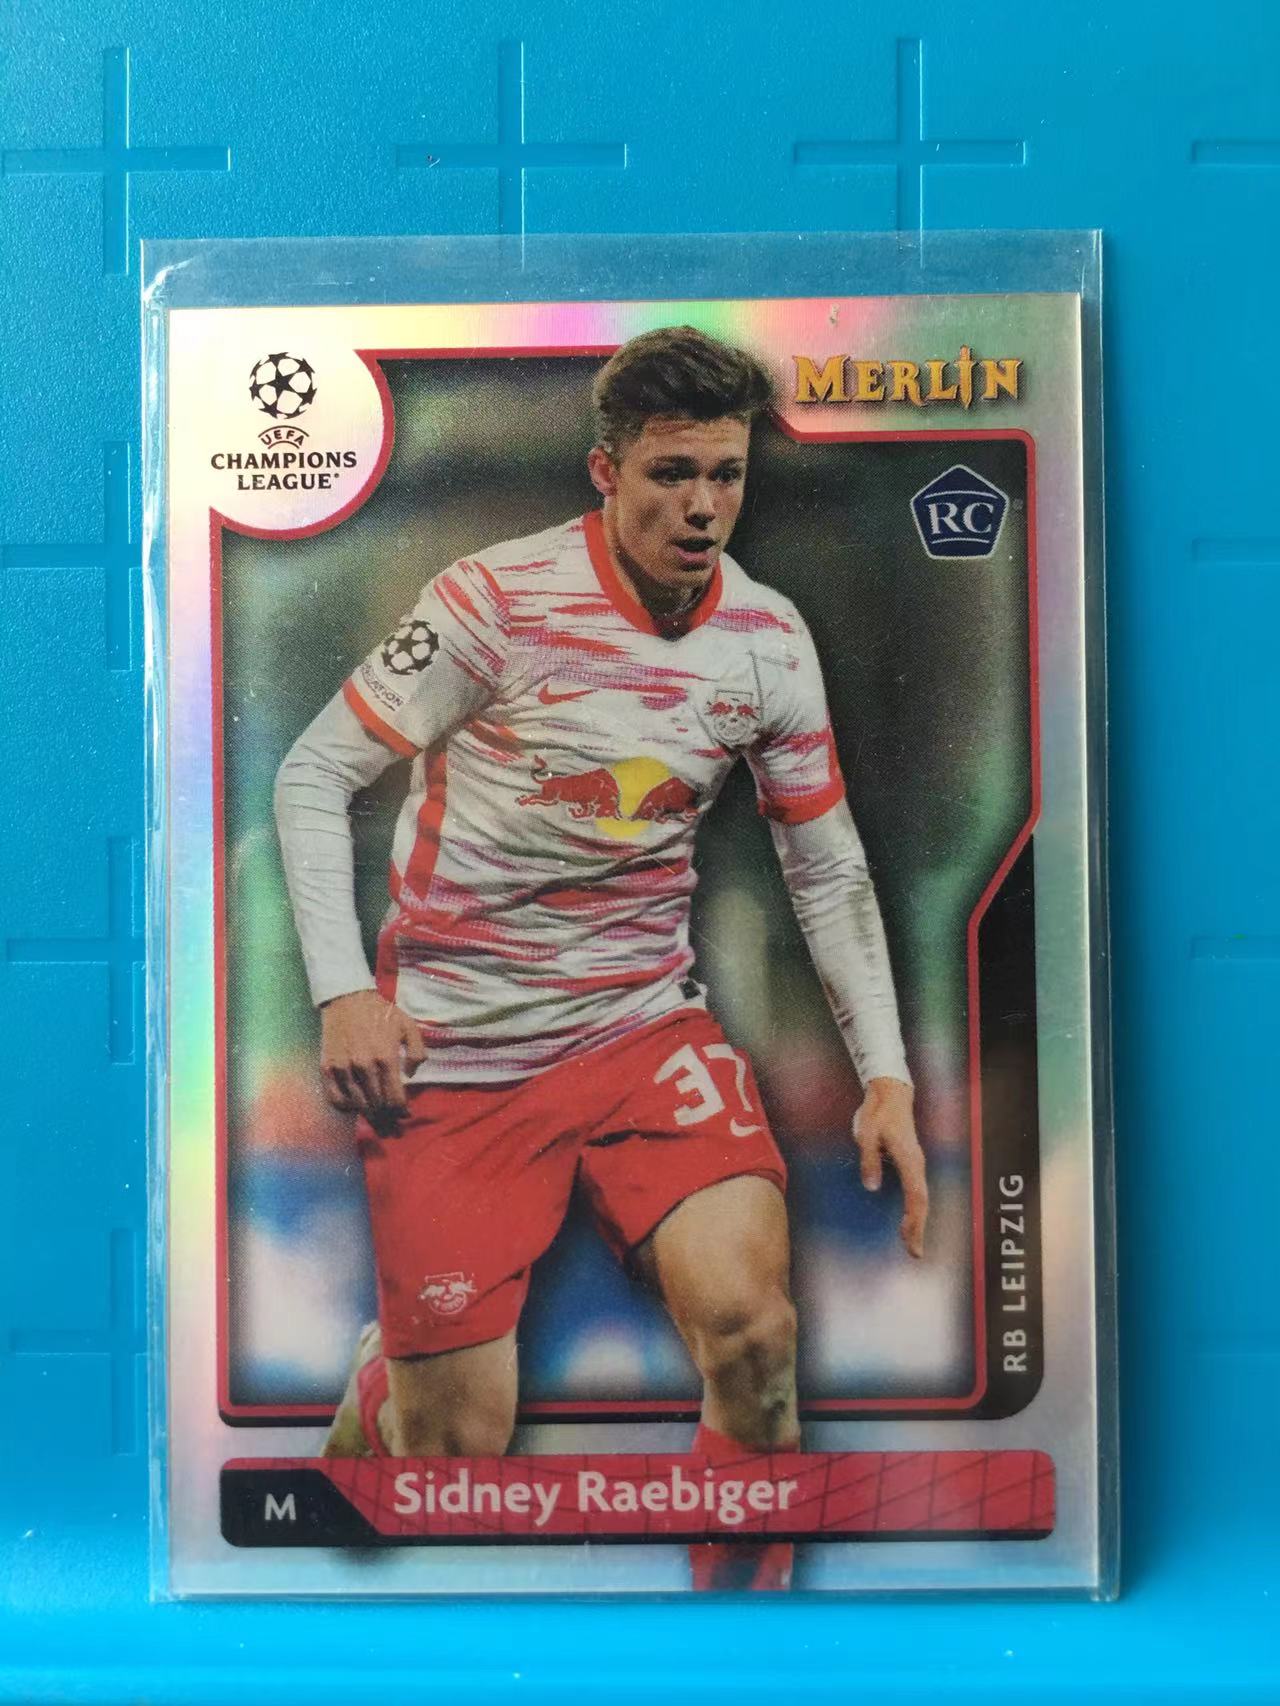 UEFA
CHAMPIONS
LEAGUE
MERLIN
RC
37
RB LEIPZIG
M
Sidney Raebiger